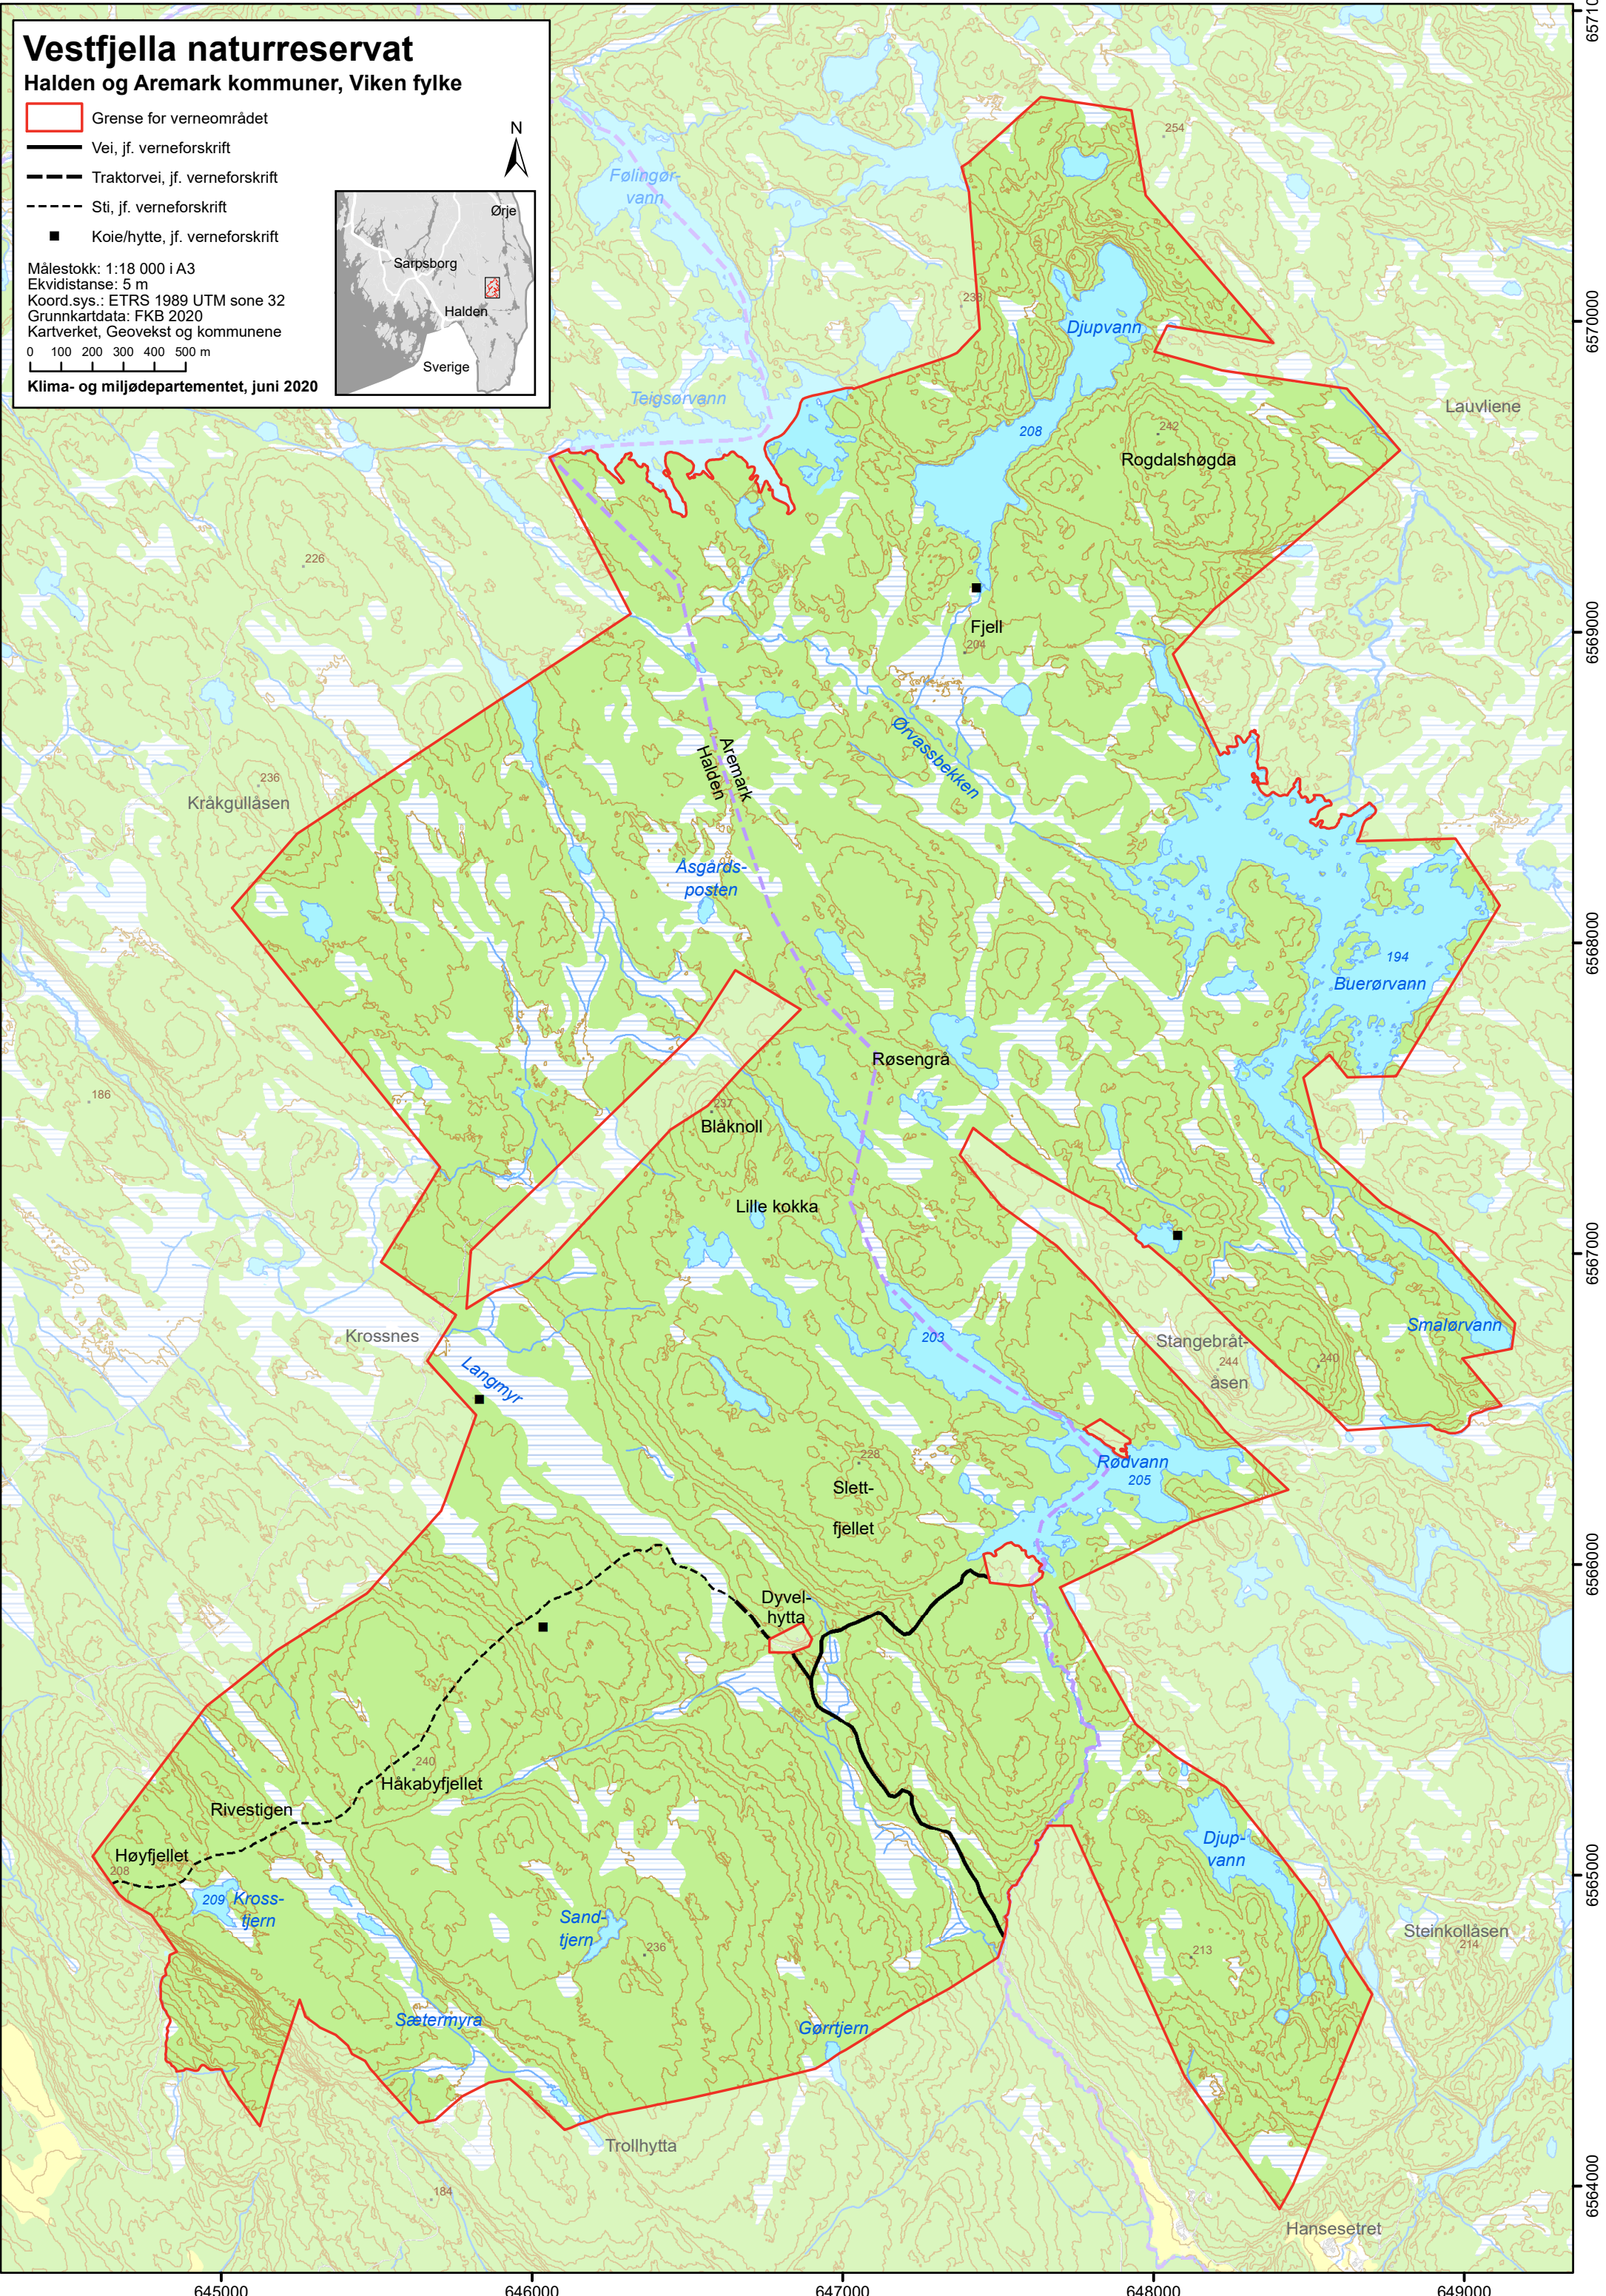 Vestfjella naturreservat
Halden og Aremark kommuner, Viken fylke
Grense for verneområdet
Vei, jf. verneforskrift
Traktorvei, jf. verneforskrift
Sti, jf. verneforskrift
Koie/hytte, jf. verneforskrift
N
Målestokk: 1:18 000 i A3
Ekvidistanse: 5 m
Koord.sys.: ETRS 1989 UTM sone 32
Grunnkartdata: FKB 2020
Kartverket, Geovekst og kommunene
0 100 200 300 400 500 m
Klima- og miljødepartementet, juni 2020
Ørje
Sarpsborg
Halden
Sverige
254
Følingør-
vann
233
Djupvann
Teigsørvann
Lauvliene
208
242
Rogdalshøgda
226
Fjell
204
Ørvassbekken
Aremark
Halden
236
Kråkgullåsen
Åsgårds-
posten
194
Buerørvann
Røsengrå
186
237
Blåknoll
Lille kokka
Krossnes
203
Smalørvann
Stangebråt-
244
240
åsen
Langmyr
228
Rødvann
205
Slett-
fjellet
Dyvel-
hytta
240
Håkabyfjellet
Rivestigen
Høyfjellet
208
209
Kross-
tjern
Djup-
vann
Sand-
tjern
236
213
Steinkollåsen
214
Sætermyra
Gørrtjern
Trollhytta
184
Hansesetret
645000
646000
647000
648000
649000
65710
6570000
6569000
6568000
6567000
6566000
6565000
6564000